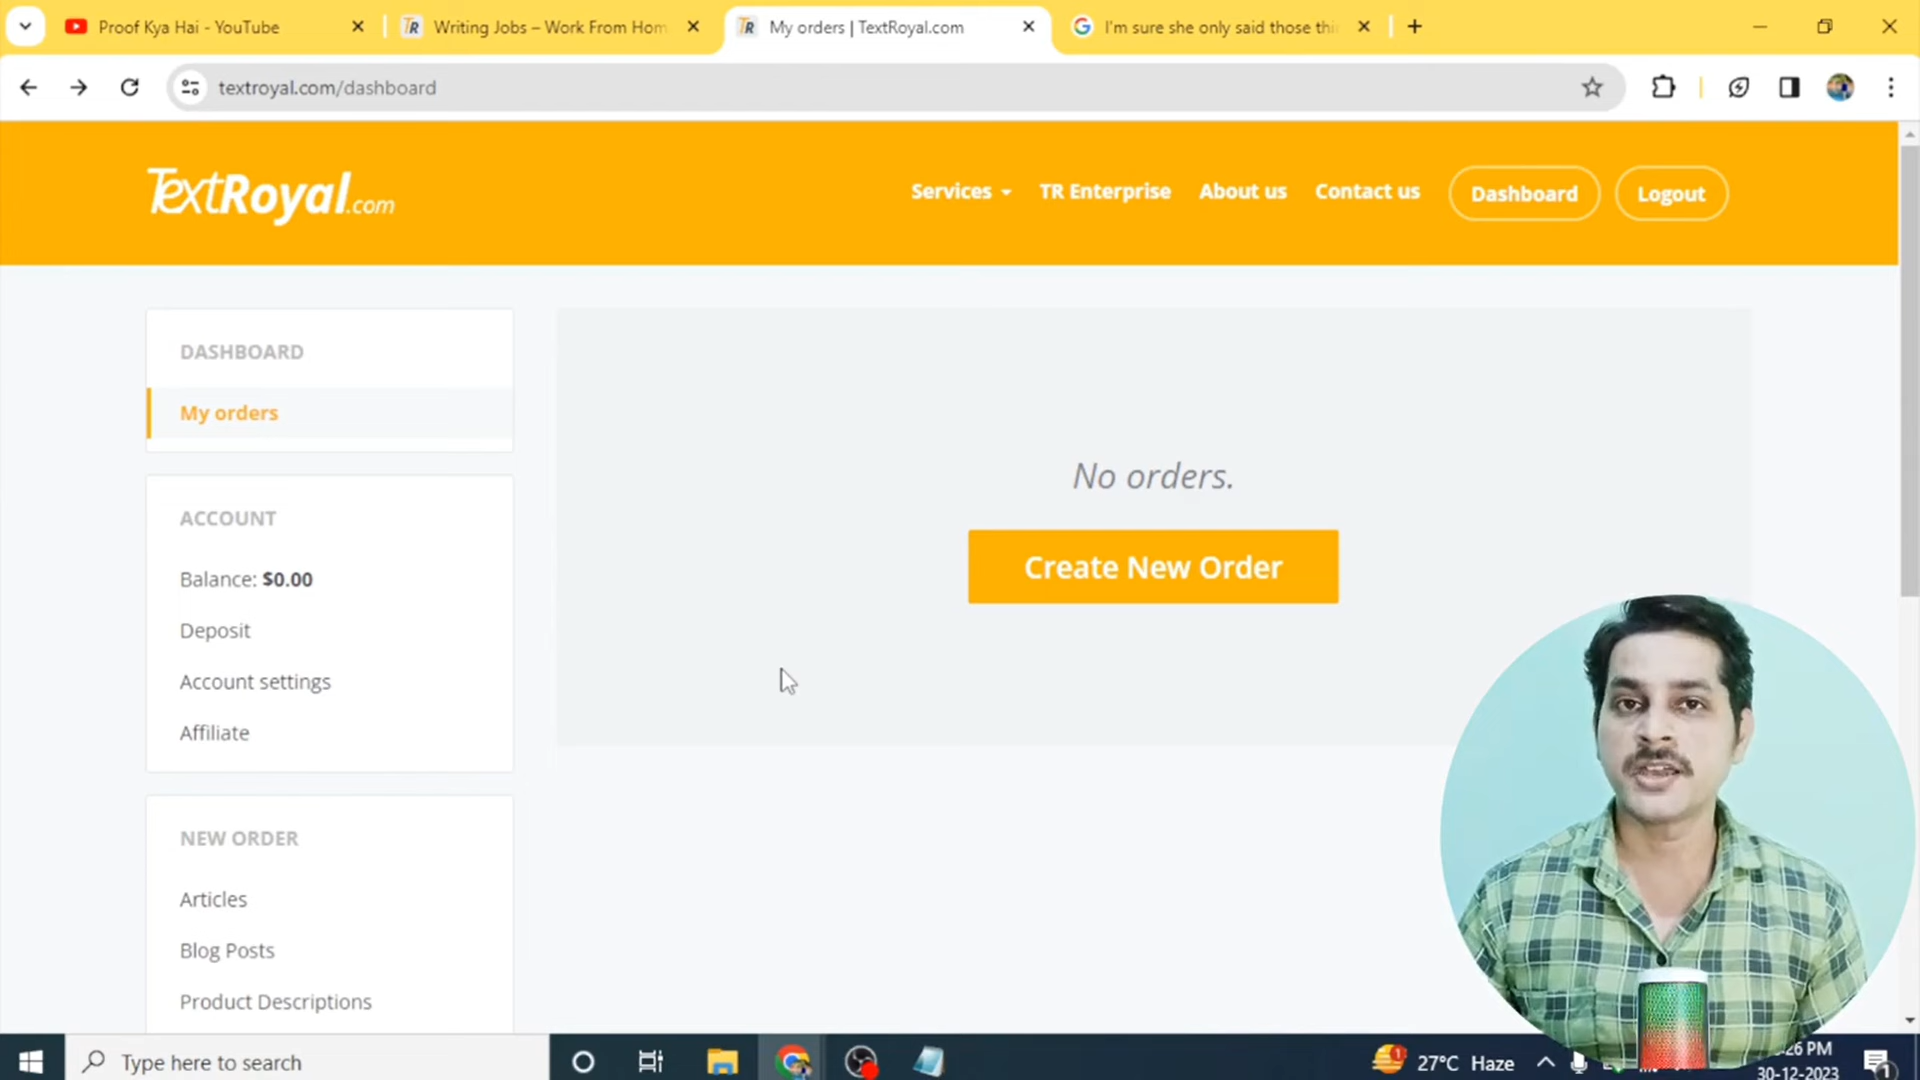 Proof Kya Hai - YouTube
Writing Jobs – Work From Hom
My orders | TextRoyal.com
I'm sure she only said those thi
textroyal.com/dashboard
TextRoyal.com
Services
TR Enterprise
About us
Contact us
Dashboard
Logout
DASHBOARD
My orders
ACCOUNT
Balance: $0.00
Deposit
Account settings
Affiliate
NEW ORDER
Articles
Blog Posts
Product Descriptions
No orders.
Create New Order
Type here to search
27°C Haze
:26 PM
30-12-2023